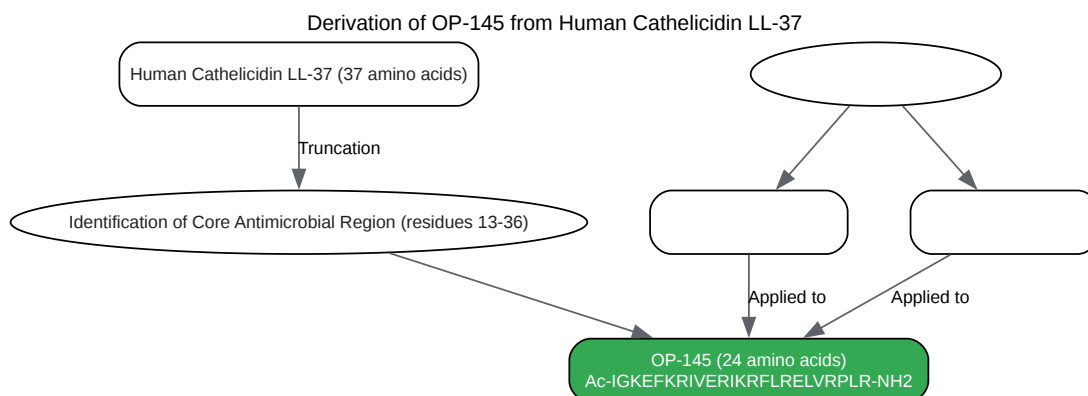 Derivation of OP-145 from Human Cathelicidin LL-37
Human Cathelicidin LL-37 (37 amino acids)
Truncation
Identification of Core Antimicrobial Region (residues 13-36)
Applied to
Applied to
OP-145 (24 amino acids)
Ac-IGKEFKRIVERIKRFLRELVRPLR-NH2